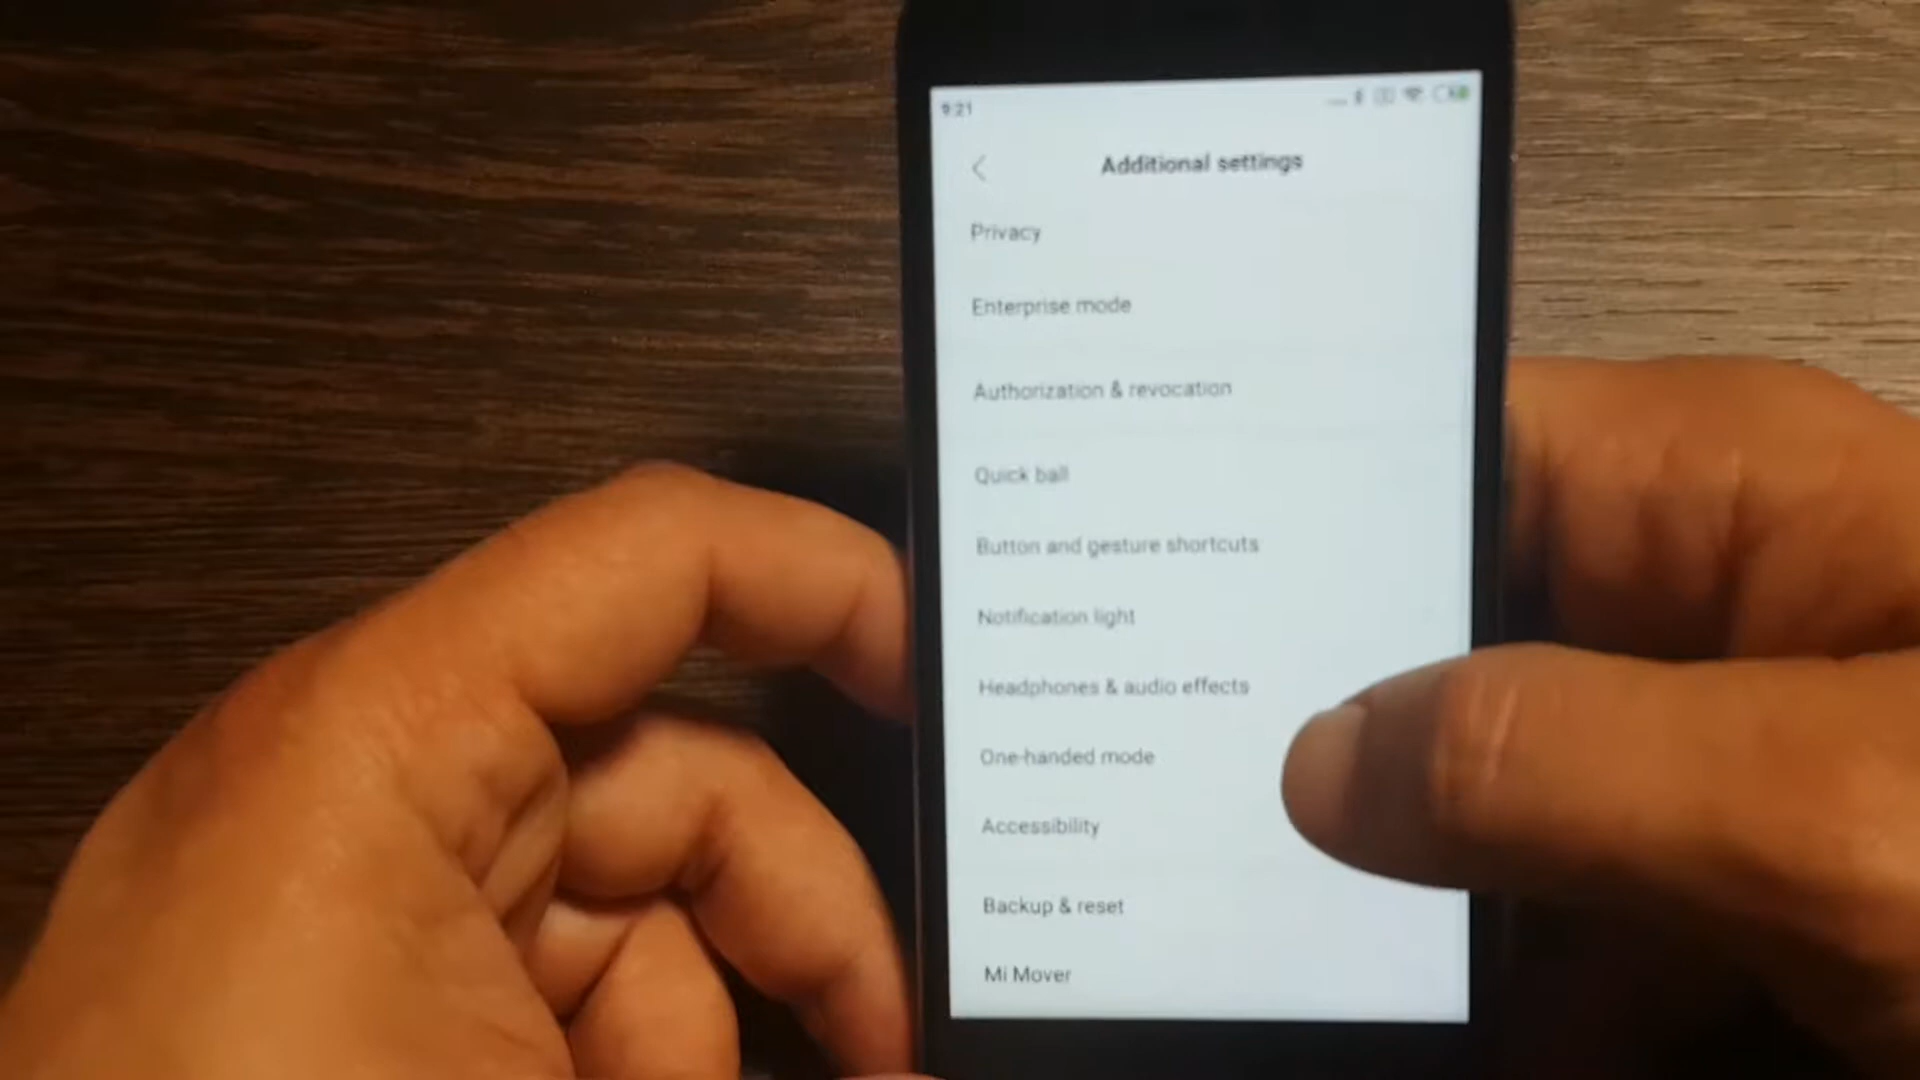 9:21
Additional settings
Privacy
Enterprise mode
Authorization & revocation
Quick ball
Button and gesture shortcuts
Notification light
Headphones & audio effects
One-handed mode
Accessibility
Backup & reset
Mi Mover